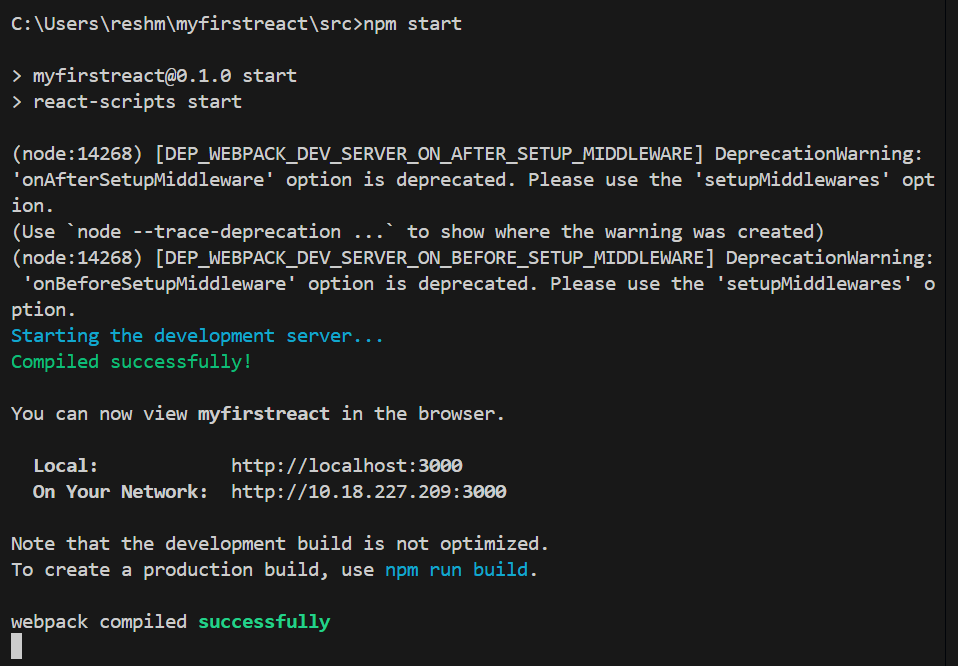 C:\Users\reshm\myfirstreact\src>npm start
> myfirstreact@0.1.0 start
> react-scripts start
(node:14268) [DEP_WEBPACK_DEV_SERVER_ON_AFTER_SETUP_MIDDLEWARE] DeprecationWarning:
'onAfterSetupMiddleware' option is deprecated. Please use the 'setupMiddlewares' opt
ion.
(Use `node --trace-deprecation ...` to show where the warning was created)
(node:14268) [DEP_WEBPACK_DEV_SERVER_ON_BEFORE_SETUP_MIDDLEWARE] DeprecationWarning:
 'onBeforeSetupMiddleware' option is deprecated. Please use the 'setupMiddlewares' o
ption.
Starting the development server...
Compiled successfully!
You can now view myfirstreact in the browser.
  Local:            http://localhost:3000
  On Your Network:  http://10.18.227.209:3000
Note that the development build is not optimized.
To create a production build, use npm run build.
webpack compiled successfully